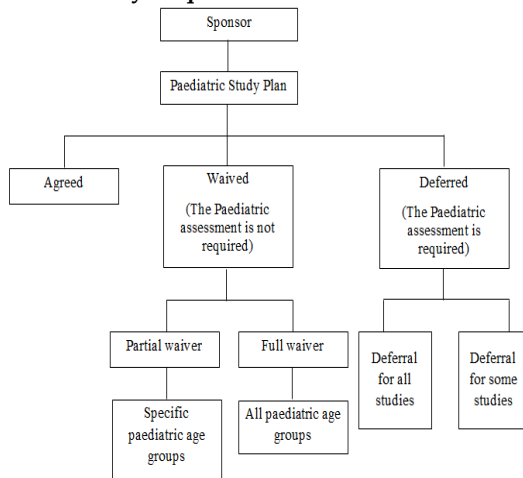 Sponsor
Paediatric Study Plan
Agreed
Waived
(The Paediatric
assessment is not
required)
Deferred
(The Paediatric
assessment is
required)
Partial waiver
Full waiver
Deferral
for all
studies
Deferral
for some
studies
Specific
paediatric age
groups
All paediatric age
groups